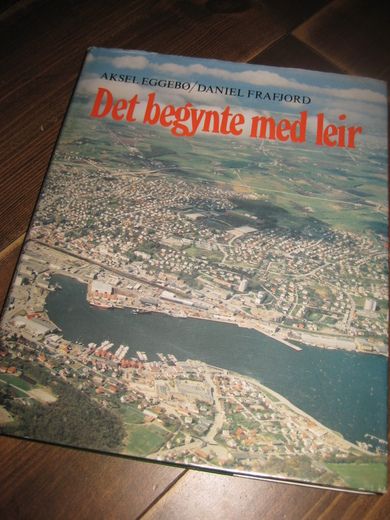 AKSEL EGGEBØ/DANIEL FRAFJORD
Det begynte med leir